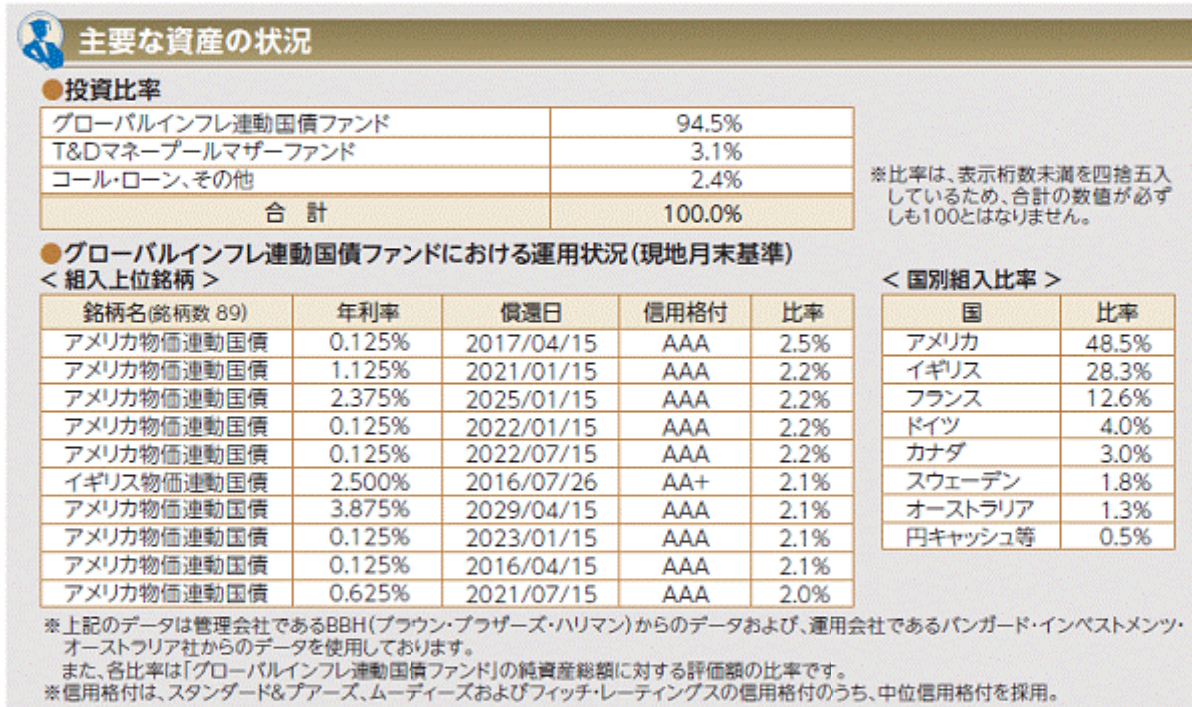 主要な資産の状況
●投資比率
グローバルインフレ連動国債ファンド 94.5%
T&Dマネープールマザーファンド 3.1%
コール・ローン、その他 2.4%
合 計 100.0%
※比率は、表示桁数未満を四捨五入
しているため、合計の数値が必ず
しも100とはなりません。
●グローバルインフレ連動国債ファンドにおける運用状況(現地月末基準)
< 組入上位銘柄 >
銘柄名(銘柄数 89) 年利率 償還日 信用格付 比率
アメリカ物価連動国債 0.125% 2017/04/15 AAA 2.5%
アメリカ物価連動国債 1.125% 2021/01/15 AAA 2.2%
アメリカ物価連動国債 2.375% 2025/01/15 AAA 2.2%
アメリカ物価連動国債 0.125% 2022/01/15 AAA 2.2%
アメリカ物価連動国債 0.125% 2022/07/15 AAA 2.2%
イギリス物価連動国債 2.500% 2016/07/26 AA+ 2.1%
アメリカ物価連動国債 3.875% 2029/04/15 AAA 2.1%
アメリカ物価連動国債 0.125% 2023/01/15 AAA 2.1%
アメリカ物価連動国債 0.125% 2016/04/15 AAA 2.1%
アメリカ物価連動国債 0.625% 2021/07/15 AAA 2.0%
< 国別組入比率 >
国 比率
アメリカ 48.5%
イギリス 28.3%
フランス 12.6%
ドイツ 4.0%
カナダ 3.0%
スウェーデン 1.8%
オーストラリア 1.3%
円キャッシュ等 0.5%
※上記のデータは管理会社であるBBH(ブラウン・ブラザーズ・ハリマン)からのデータおよび、運用会社であるバンガード・インベストメンツ・
オーストラリア社からのデータを使用しております。
また、各比率は「グローバルインフレ連動国債ファンド」の純資産総額に対する評価額の比率です。
※信用格付は、スタンダード&プアーズ、ムーディーズおよびフィッチ・レーティングスの信用格付のうち、中位信用格付を採用。